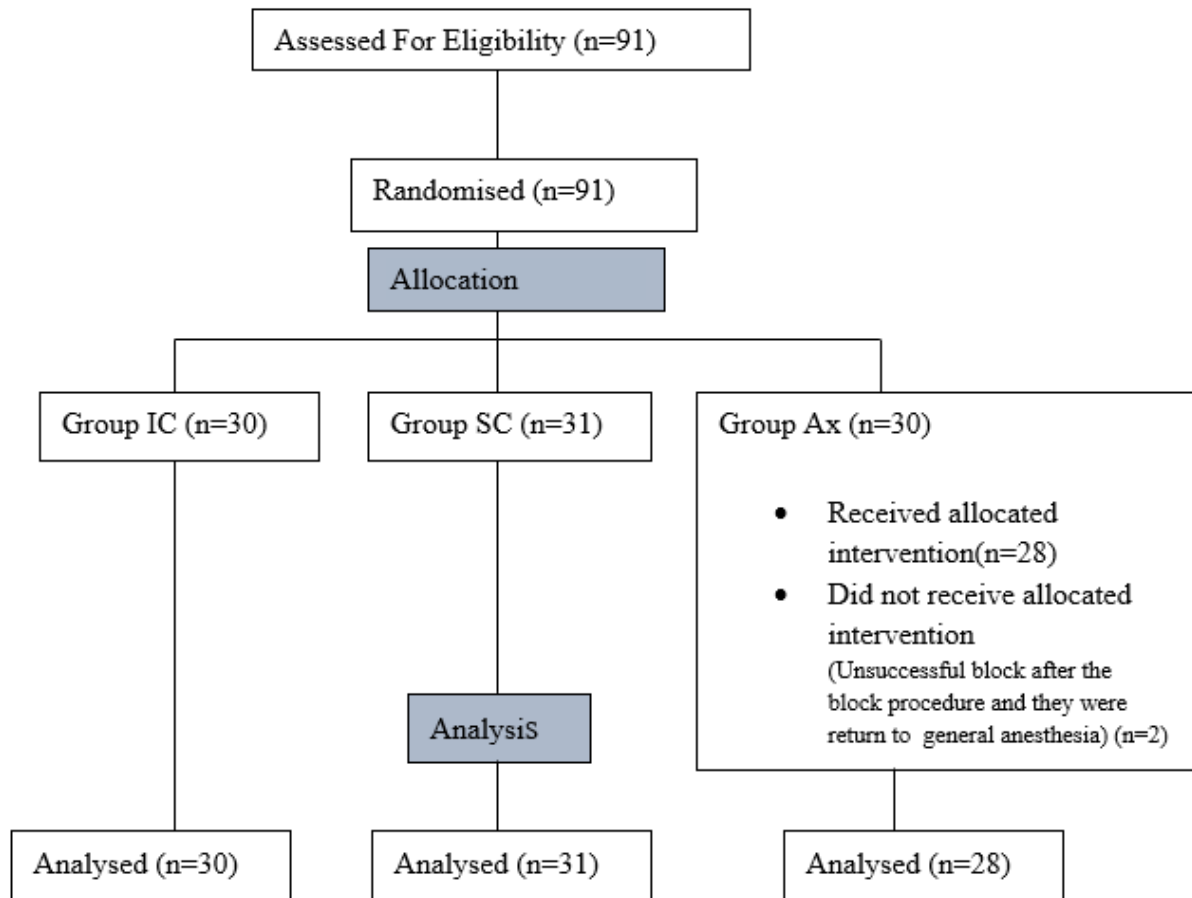 Assessed For Eligibility (n=91)
Randomised (n=91)
Allocation
Group IC (n=30)
Group SC (n=31)
Group Ax (n=30)
• Received allocated
intervention(n=28)
• Did not receive allocated
intervention
(Unsuccessful block after the
block procedure and they were
return to general anesthesia) (n=2)
Analysis
Analysed (n=30)
Analysed (n=31)
Analysed (n=28)